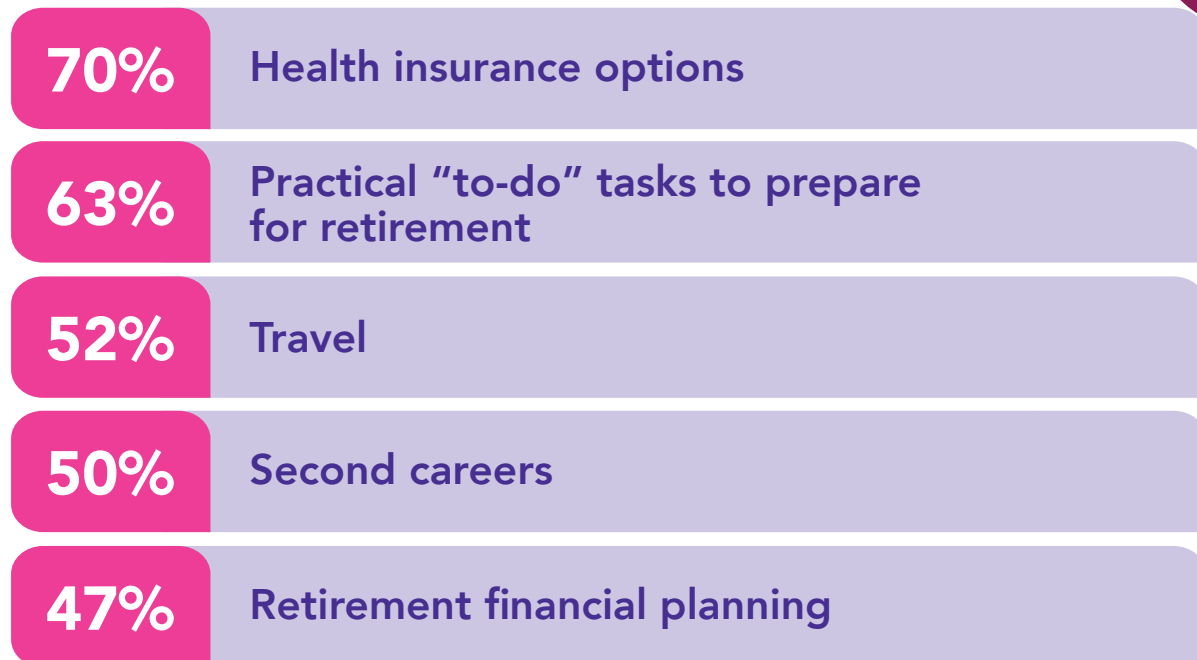 70%
Health insurance options
63%
Practical “to-do” tasks to prepare
for retirement
52%
Travel
50%
Second careers
47%
Retirement financial planning